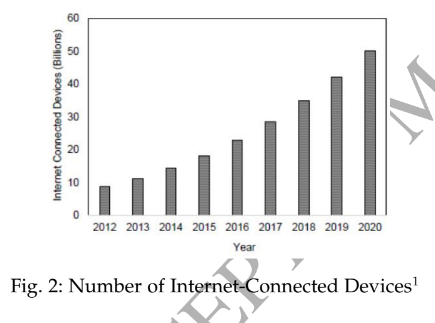 60
50
40
30
20
10
0
Internet Connected Devices (Billions)
2012 2013 2014 2015 2016 2017 2018 2019 2020
Year
Fig. 2: Number of Internet-Connected Devices¹